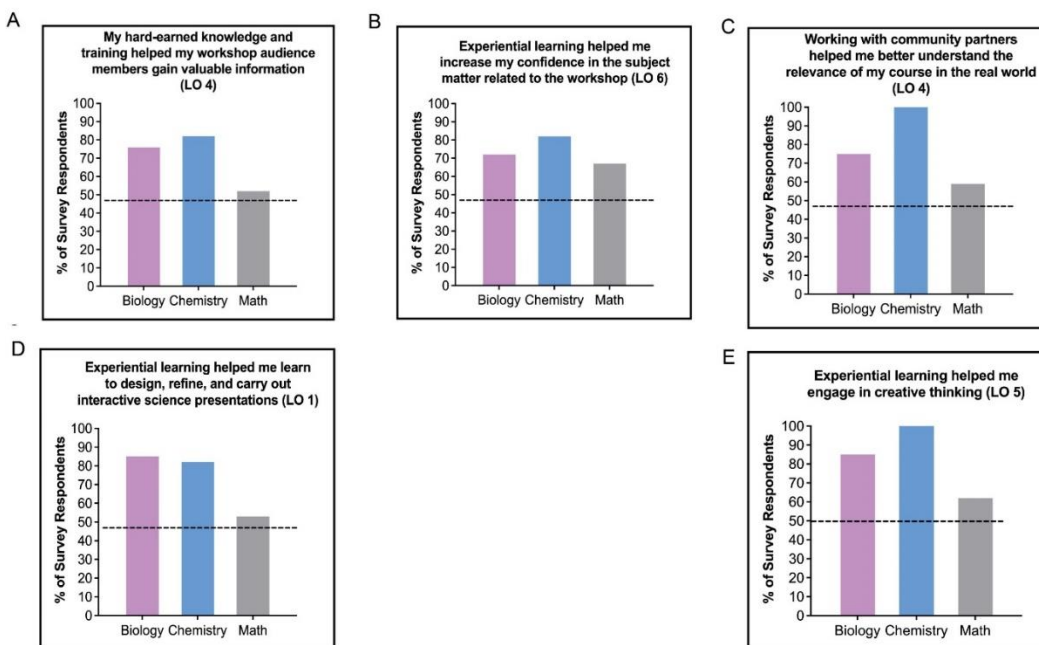 A
My hard-earned knowledge and
training helped my workshop audience
members gain valuable information
(LO 4)
% of Survey Respondents
100
90
80
70
60
50
40
30
20
10
0
Biology Chemistry Math
B
Experiential learning helped me
increase my confidence in the subject
matter related to the workshop (LO 6)
% of Survey Respondents
100
90
80
70
60
50
40
30
20
10
0
Biology Chemistry Math
C
Working with community partners
helped me better understand the
relevance of my course in the real world
(LO 4)
% of Survey Respondents
100
90
80
70
60
50
40
30
20
10
0
Biology Chemistry Math
D
Experiential learning helped me learn
to design, refine, and carry out
interactive science presentations (LO 1)
% of Survey Respondents
100
90
80
70
60
50
40
30
20
10
0
Biology Chemistry Math
E
Experiential learning helped me
engage in creative thinking (LO 5)
% of Survey Respondents
100
90
80
70
60
50
40
30
20
10
0
Biology Chemistry Math